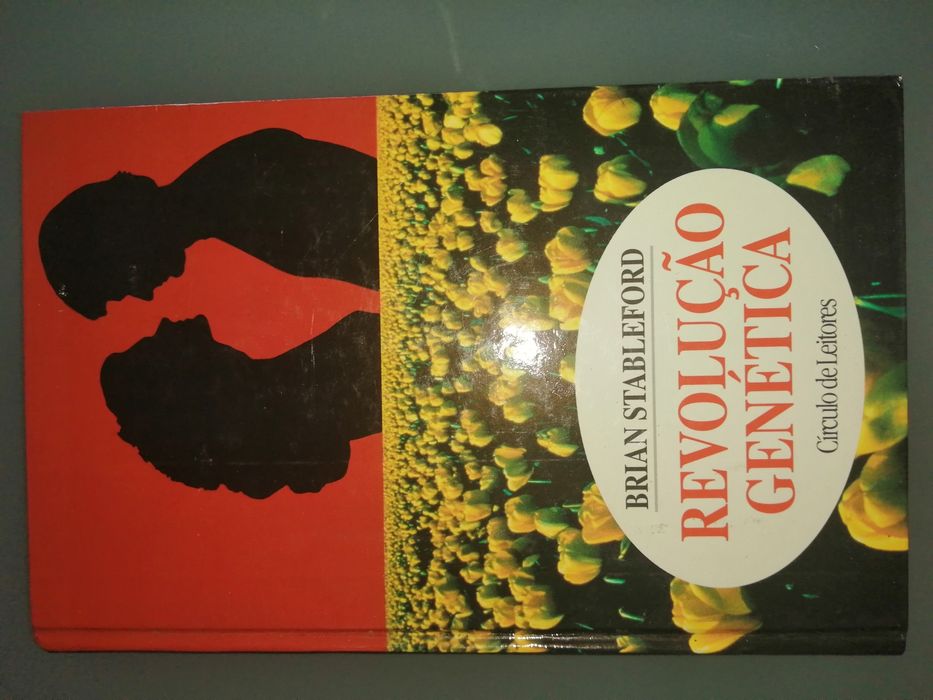 BRIAN STABLEFORD
REVOLUÇÃO
GENÉTICA
Círculo de Leitores